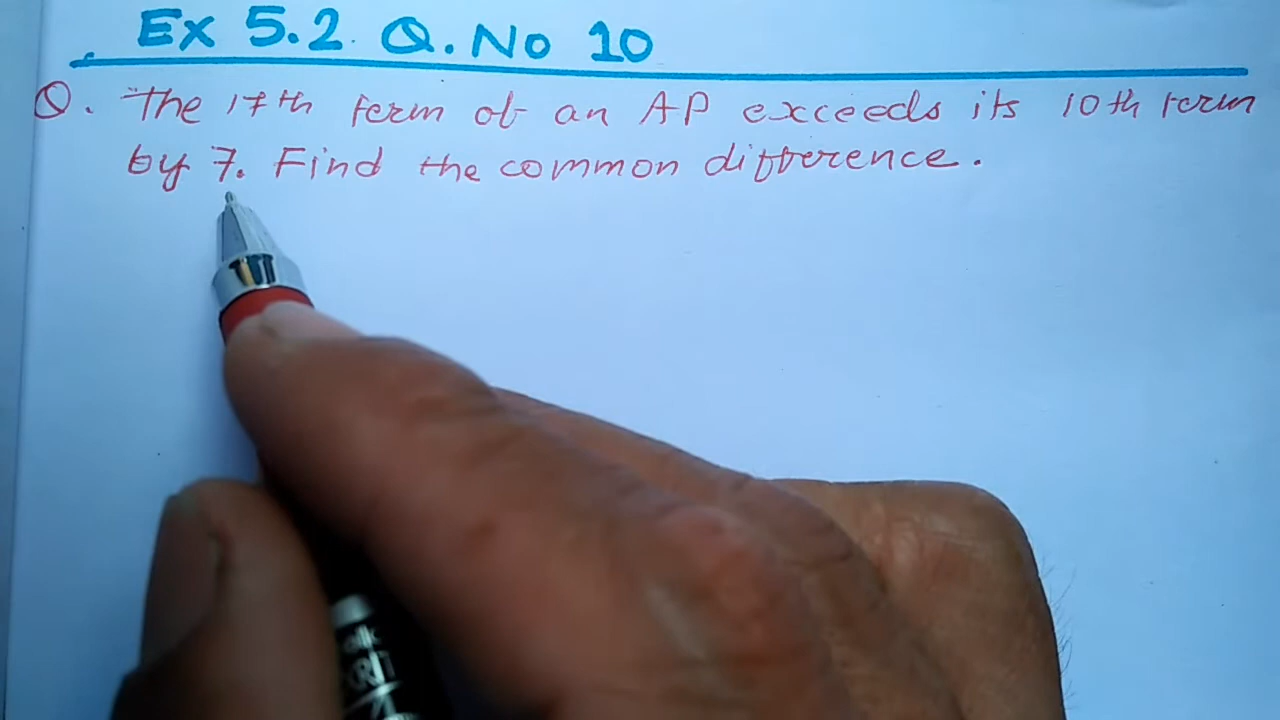 Ex 5.2. Q. No 10
Q. The 17th term of an AP exceeds its 10th term
by 7. Find the common difference.